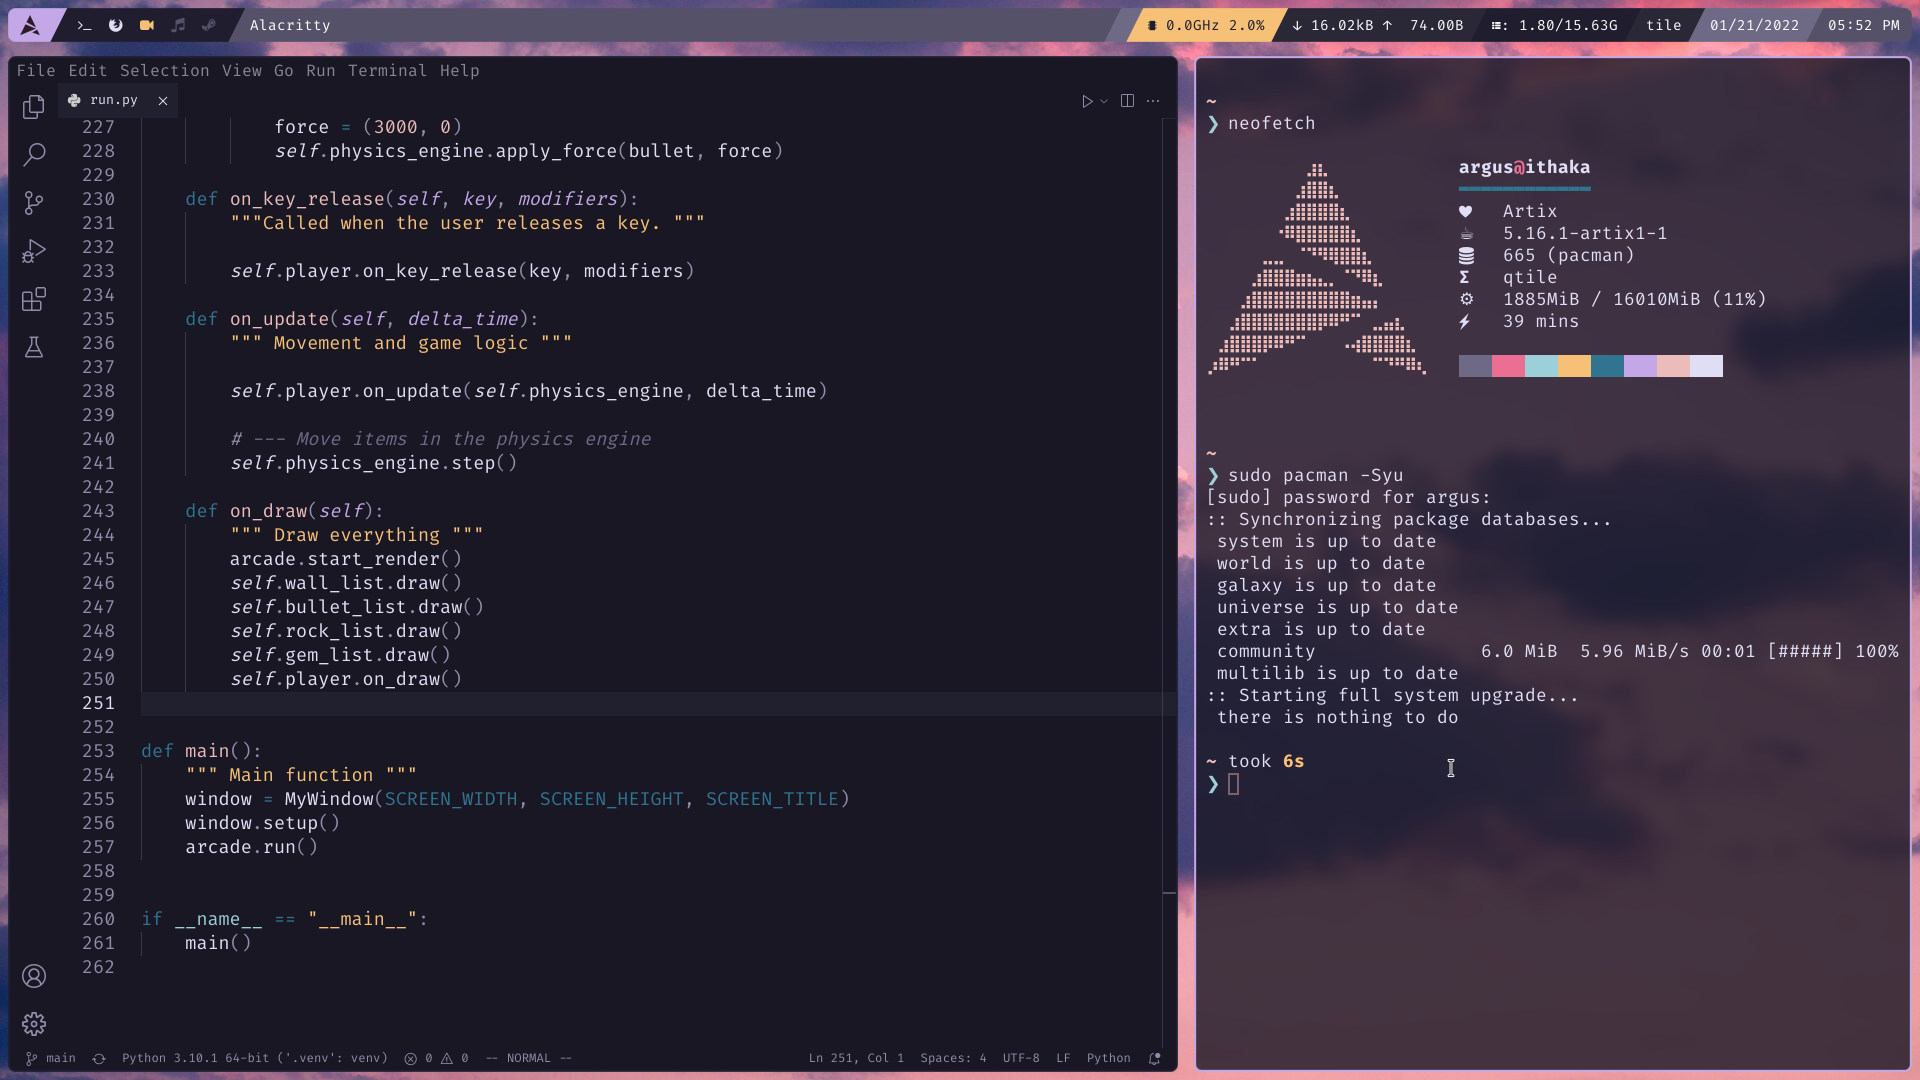 Alacritty
0.0GHz 2.0%
↓ 16.02kB ↑ 74.00B
: 1.80/15.63G
tile
01/21/2022
05:52 PM
File Edit Selection View Go Run Terminal Help
run.py
227 force = (3000, 0)
228 self.physics_engine.apply_force(bullet, force)
229
230 def on_key_release(self, key, modifiers):
231 """Called when the user releases a key. """
232
233 self.player.on_key_release(key, modifiers)
234
235 def on_update(self, delta_time):
236 """ Movement and game logic """
237
238 self.player.on_update(self.physics_engine, delta_time)
239
240 # --- Move items in the physics engine
241 self.physics_engine.step()
242
243 def on_draw(self):
244 """ Draw everything """
245 arcade.start_render()
246 self.wall_list.draw()
247 self.bullet_list.draw()
248 self.rock_list.draw()
249 self.gem_list.draw()
250 self.player.on_draw()
251
252
253 def main():
254 """ Main function """
255 window = MyWindow(SCREEN_WIDTH, SCREEN_HEIGHT, SCREEN_TITLE)
256 window.setup()
257 arcade.run()
258
259
260 if __name__ == "__main__":
261 main()
262
main Python 3.10.1 64-bit ('.venv': venv) 0 0 -- NORMAL --
Ln 251, Col 1 Spaces: 4 UTF-8 LF Python
~
❯ neofetch
argus@ithaka
Artix
5.16.1-artix1-1
665 (pacman)
Σ qtile
1885MiB / 16010MiB (11%)
39 mins
~
❯ sudo pacman -Syu
[sudo] password for argus:
:: Synchronizing package databases...
system is up to date
world is up to date
galaxy is up to date
universe is up to date
extra is up to date
community 6.0 MiB 5.96 MiB/s 00:01 [#####] 100%
multilib is up to date
:: Starting full system upgrade...
there is nothing to do
~ took 6s
❯